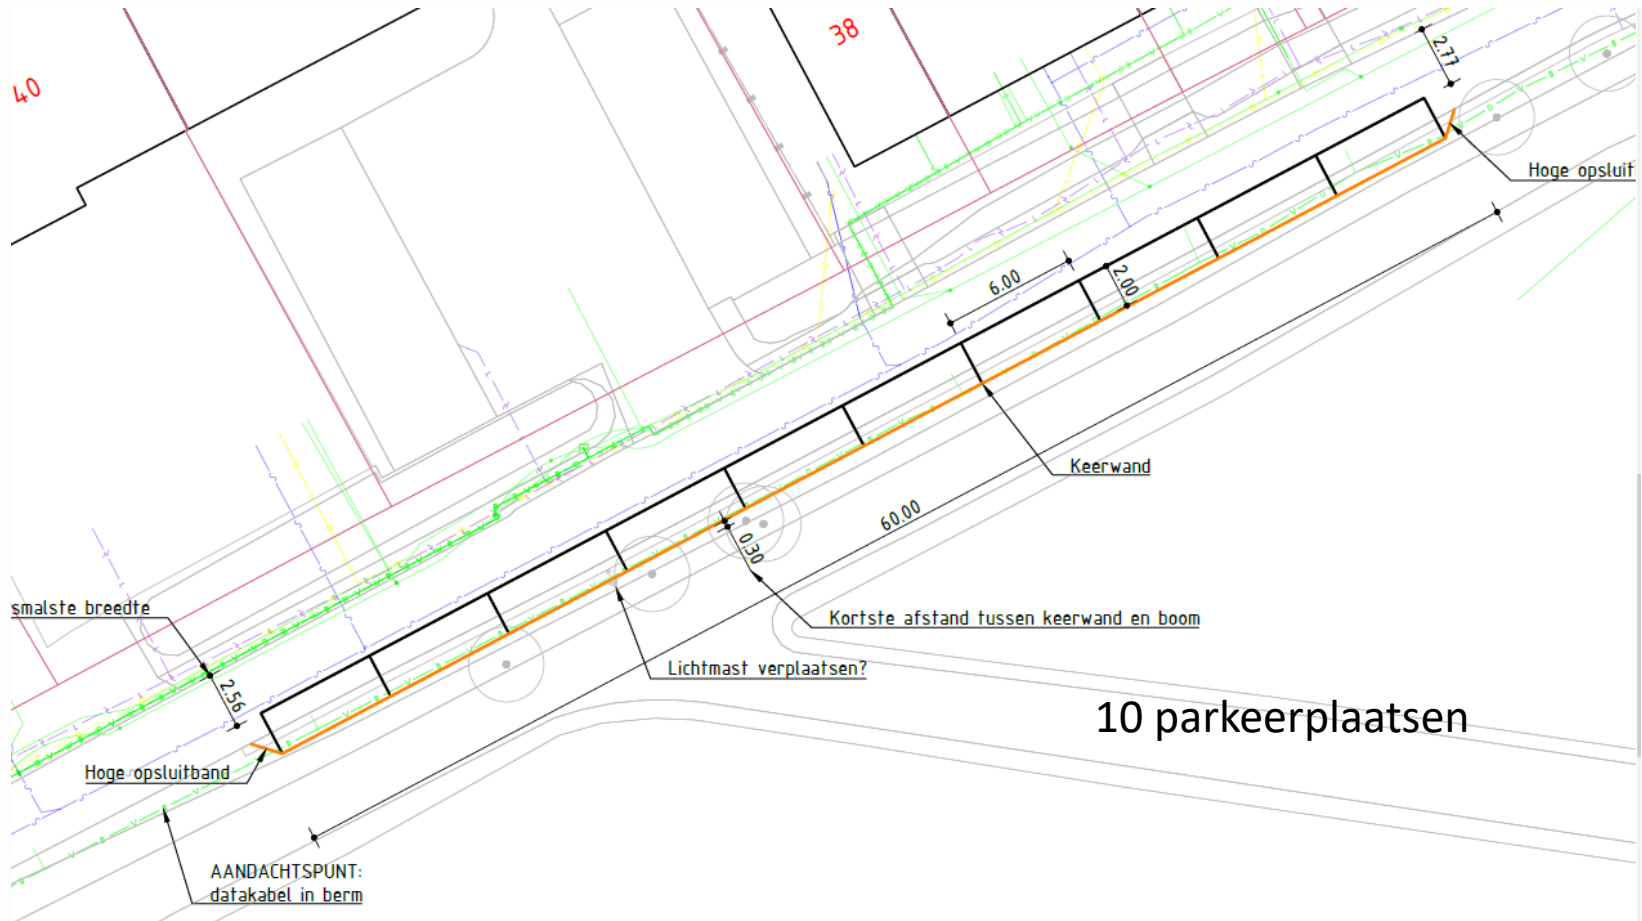 38
40
2.77
Hoge opsluit
6.00
2.00
Keerwand
60.00
0.30
smalste breedte
Kortste afstand tussen keerwand en boom
Lichtmast verplaatsen?
2.56
10 parkeerplaatsen
Hoge opsluitband
AANDACHTSPUNT:
datakabel in berm